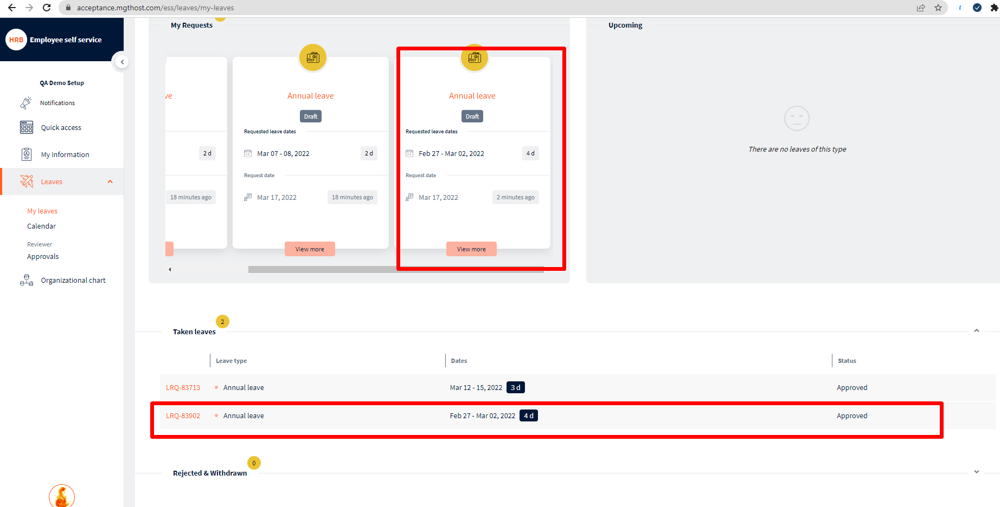 acceptance.mgthost.com/ess/leaves/my-leaves
t
HRB Employee self service
QA Demo Setup
Notifications
Quick access
My Information
Leaves
My leaves
Calendar
Reviewer
Approvals
Organizational chart
My Requests
ve
2 d
18 minutes ago
Annual leave
Draft
Requested leave dates
Mar 07 - 08, 2022 2 d
Request date
Mar 17, 2022 18 minutes ago
View more
Annual leave
Draft
Requested leave dates
Feb 27 - Mar 02, 2022 4 d
Request date
Mar 17, 2022 2 minutes ago
View more
Upcoming
There are no leaves of this type
Taken leaves 2
Leave type Dates Status
LRQ-83713 Annual leave Mar 12 - 15, 2022 3 d Approved
LRQ-83902 Annual leave Feb 27 - Mar 02, 2022 4 d Approved
Rejected & Withdrawn 0